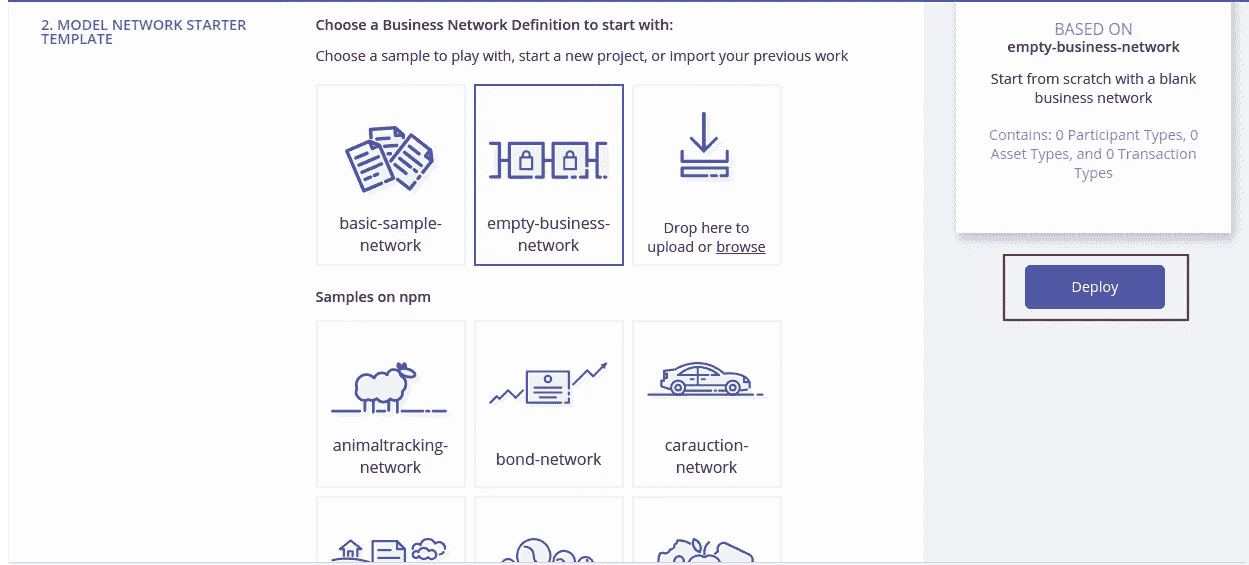 2. MODEL NETWORK STARTER
TEMPLATE
Choose a Business Network Definition to start with:
Choose a sample to play with, start a new project, or import your previous work
basic-sample-
network
empty-business-
network
Drop here to
upload or browse
Samples on npm
animaltracking-
network
bond-network
carauction-
network
BASED ON
empty-business-network
Start from scratch with a blank
business network
Contains: 0 Participant Types, 0
Asset Types, and 0 Transaction
Types
Deploy